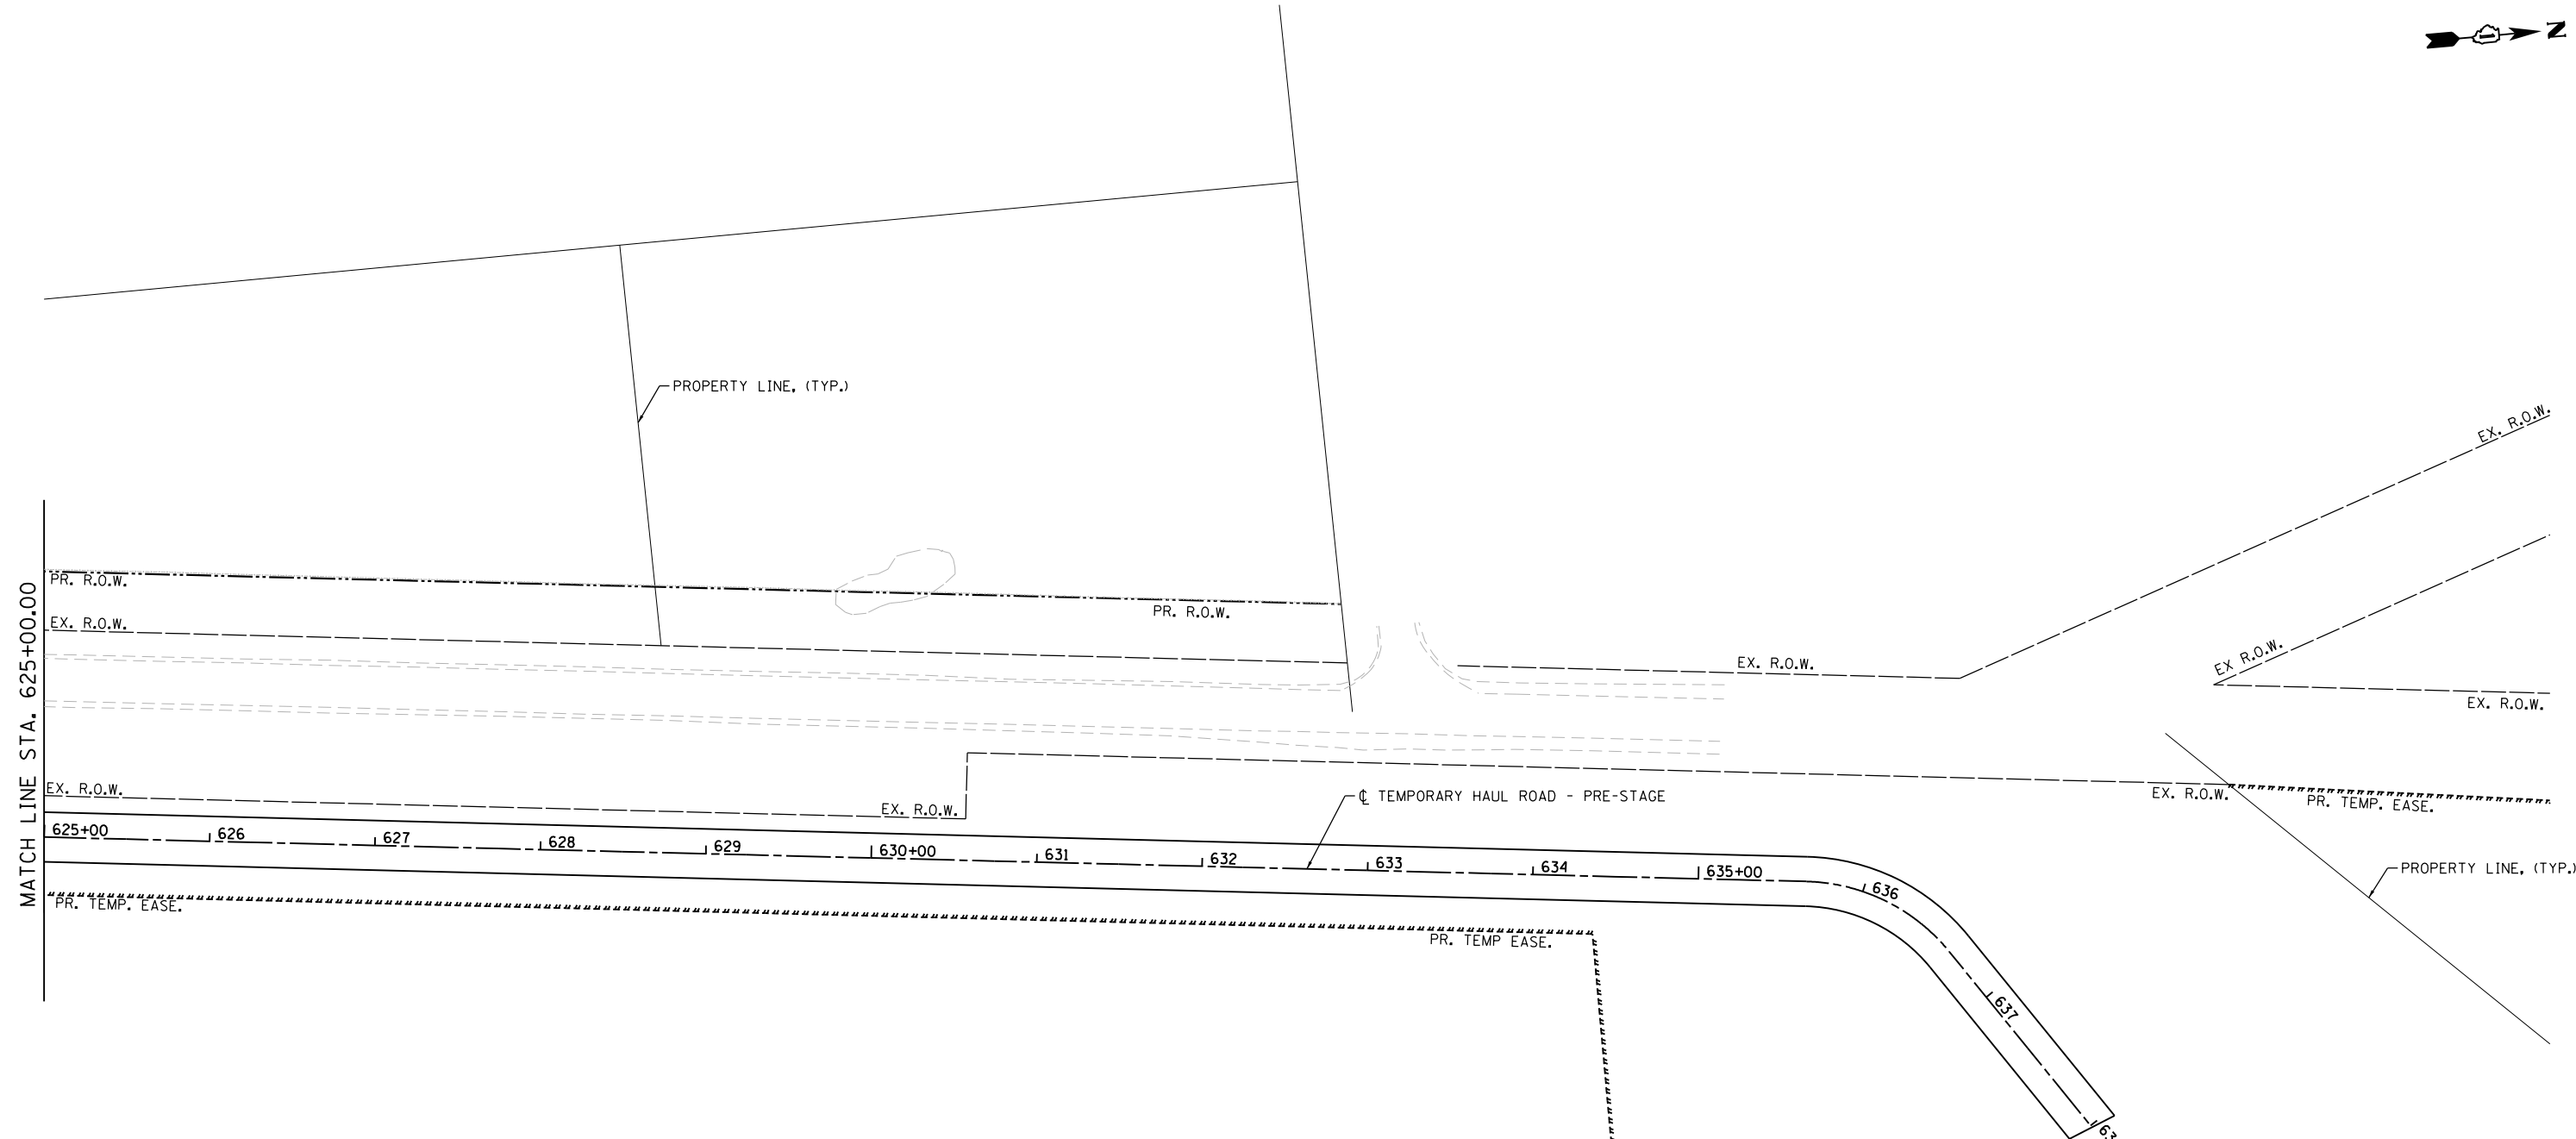 N
PROPERTY LINE, (TYP.)
EX. R.O.W.
MATCH LINE STA. 625+00.00
PR. R.O.W.
PR. R.O.W.
EX. R.O.W.
EX. R.O.W.
EX R.O.W.
EX. R.O.W.
EX. R.O.W.
EX. R.O.W.
EX. R.O.W.
PR. TEMP. EASE.
℄ TEMPORARY HAUL ROAD - PRE-STAGE
625+00
626
627
628
629
630+00
631
632
633
634
635+00
636
637
PROPERTY LINE, (TYP.)
PR. TEMP. EASE.
PR. TEMP EASE.